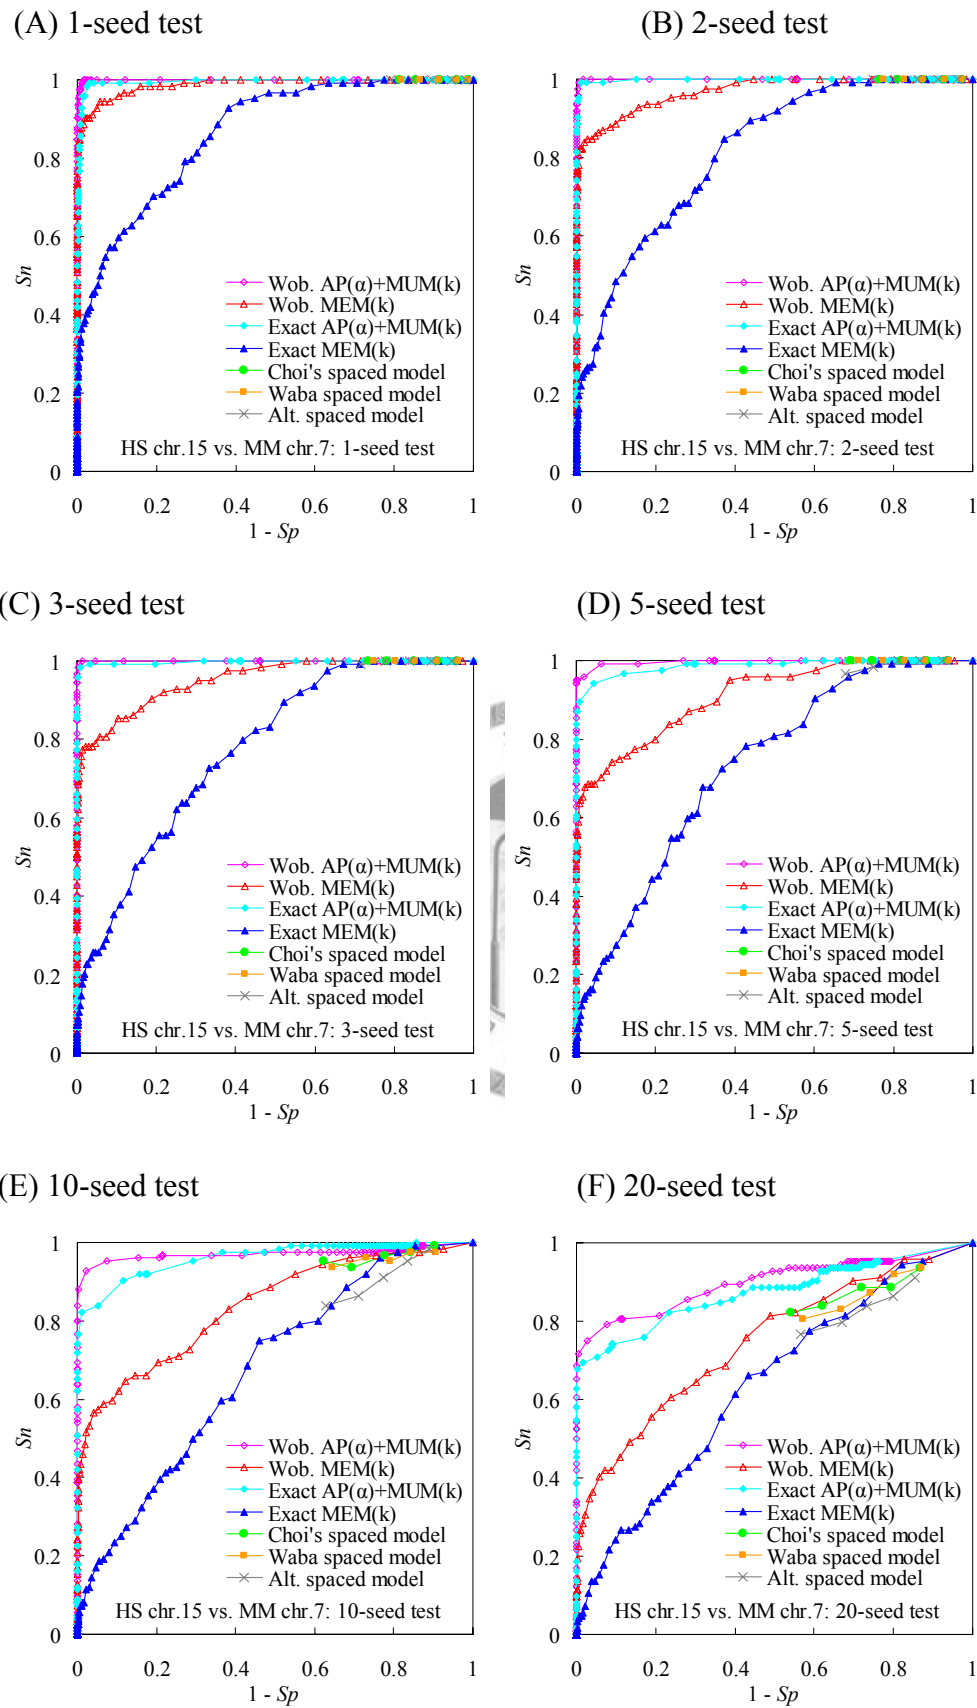 (A) 1-seed test
1
0.8
0.6
0.4
0.2
0
Sn
Wob. AP(α)+MUM(k)
Wob. MEM(k)
Exact AP(α)+MUM(k)
Exact MEM(k)
Choi's spaced model
Waba spaced model
Alt. spaced model
HS chr.15 vs. MM chr.7: 1-seed test
0 0.2 0.4 0.6 0.8 1
1 - Sp
(B) 2-seed test
1
0.8
0.6
0.4
0.2
0
Sn
Wob. AP(α)+MUM(k)
Wob. MEM(k)
Exact AP(α)+MUM(k)
Exact MEM(k)
Choi's spaced model
Waba spaced model
Alt. spaced model
HS chr.15 vs. MM chr.7: 2-seed test
0 0.2 0.4 0.6 0.8 1
1 - Sp
(C) 3-seed test
1
0.8
0.6
0.4
0.2
0
Sn
Wob. AP(α)+MUM(k)
Wob. MEM(k)
Exact AP(α)+MUM(k)
Exact MEM(k)
Choi's spaced model
Waba spaced model
Alt. spaced model
HS chr.15 vs. MM chr.7: 3-seed test
0 0.2 0.4 0.6 0.8 1
1 - Sp
(D) 5-seed test
1
0.8
0.6
0.4
0.2
0
Sn
Wob. AP(α)+MUM(k)
Wob. MEM(k)
Exact AP(α)+MUM(k)
Exact MEM(k)
Choi's spaced model
Waba spaced model
Alt. spaced model
HS chr.15 vs. MM chr.7: 5-seed test
0 0.2 0.4 0.6 0.8 1
1 - Sp
(E) 10-seed test
1
0.8
0.6
0.4
0.2
0
Sn
Wob. AP(α)+MUM(k)
Wob. MEM(k)
Exact AP(α)+MUM(k)
Exact MEM(k)
Choi's spaced model
Waba spaced model
Alt. spaced model
HS chr.15 vs. MM chr.7: 10-seed test
0 0.2 0.4 0.6 0.8 1
1 - Sp
(F) 20-seed test
1
0.8
0.6
0.4
0.2
0
Sn
Wob. AP(α)+MUM(k)
Wob. MEM(k)
Exact AP(α)+MUM(k)
Exact MEM(k)
Choi's spaced model
Waba spaced model
Alt. spaced model
HS chr.15 vs. MM chr.7: 20-seed test
0 0.2 0.4 0.6 0.8 1
1 - Sp